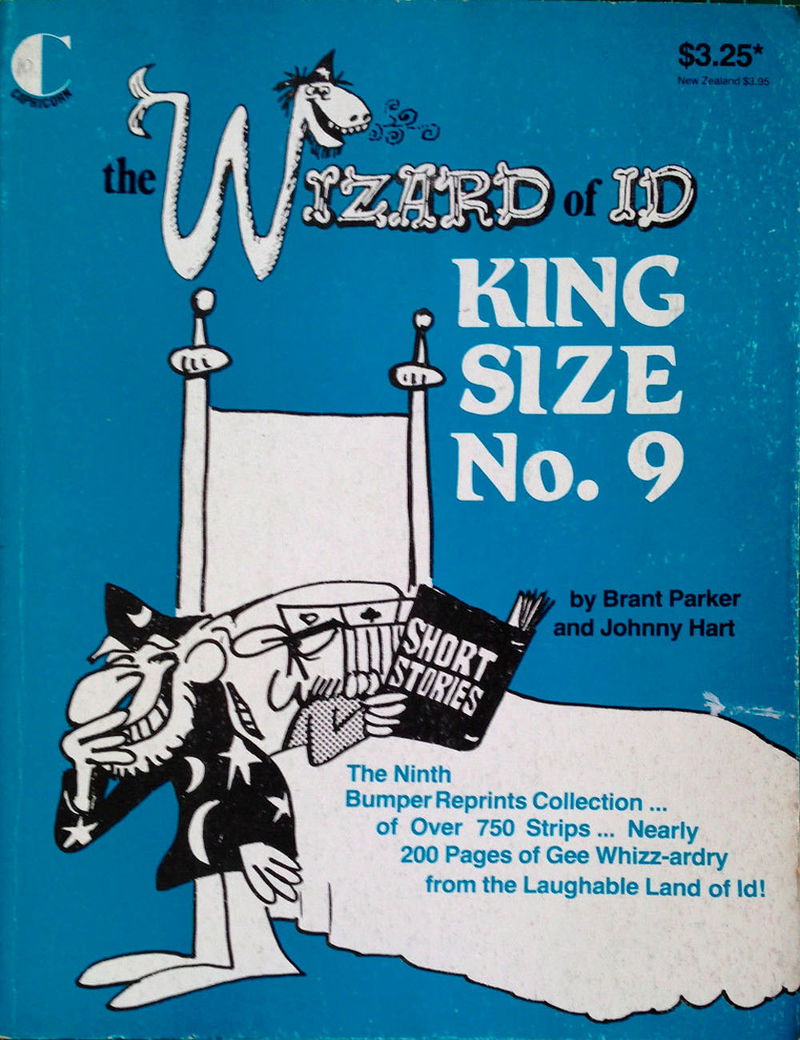 C
CAPRICORN
$3.25*
New Zealand $3.95
the WIZARD of ID
KING
SIZE
No. 9
by Brant Parker
and Johnny Hart
SHORT
STORIES
The Ninth
Bumper Reprints Collection ...
of Over 750 Strips ... Nearly
200 Pages of Gee Whizz-ardry
from the Laughable Land of Id!